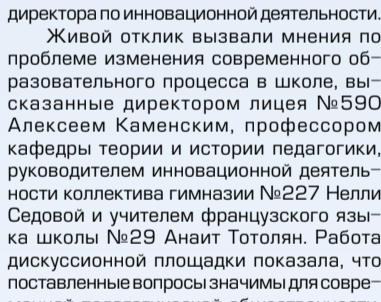 директора по инновационной деятельности.
Живой отклик вызвали мнения по
проблеме изменения современного об-
разовательного процесса в школе, вы-
сказанные директором лицея №590
Алексеем Каменским, профессором
кафедры теории и истории педагогики,
руководителем инновационной деятель-
ности коллектива гимназии №227 Нелли
Седовой и учителем французского язы-
ка школы №29 Анаит Тотолян. Работа
дискуссионной площадки показала, что
поставленные вопросы значимы для совре-